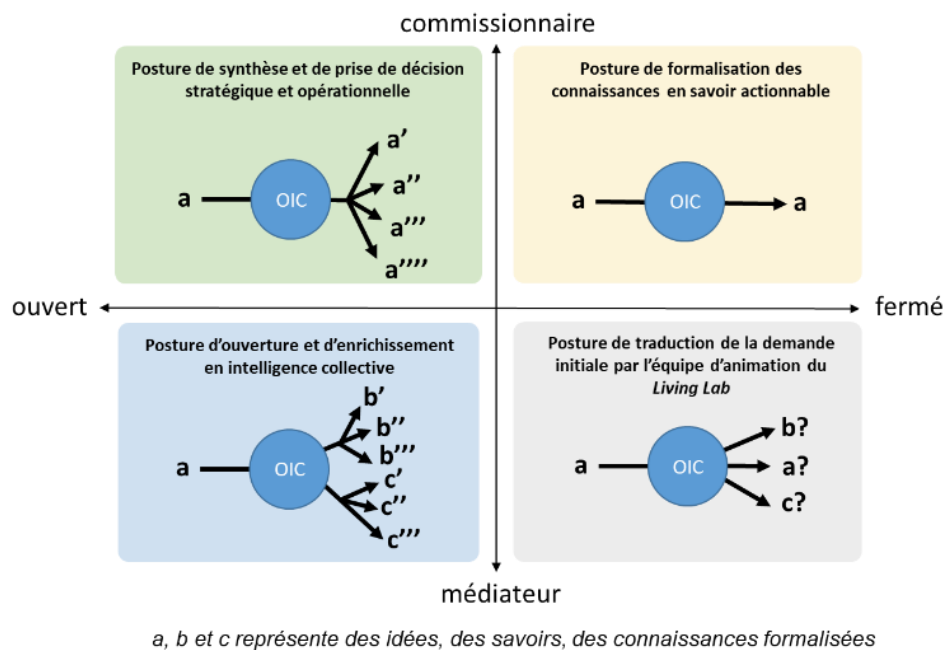 commissionnaire
Posture de synthèse et de prise de décision
stratégique et opérationnelle
a
OIC
a'
a''
a'''
a''''
Posture de formalisation des
connaissances en savoir actionnable
a
OIC
a
ouvert
fermé
Posture d'ouverture et d'enrichissement
en intelligence collective
a
OIC
b'
b''
b'''
c'
c''
c'''
Posture de traduction de la demande
initiale par l'équipe d'animation du
Living Lab
a
OIC
b?
a?
c?
médiateur
a, b et c représente des idées, des savoirs, des connaissances formalisées